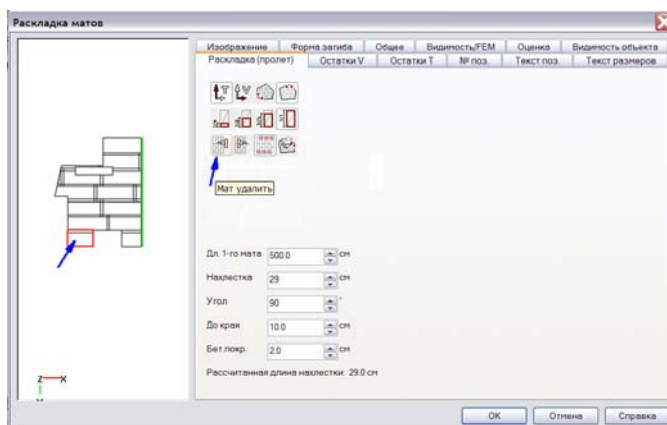 Раскладка матов
Изображение Форма загиба Общее Видимость/FEM Оценка Видимость объекта
Раскладка (пролет) Остатки V Остатки T № поз. Текст поз. Текст размеров
Мат удалить
Дл. 1-го мата 500.0 см
Нахлестка 29 см
Угол 90 °
До края 10.0 см
Бет.покр. 2.0 см
Рассчитанная длина нахлестки: 29.0 см
Z X
OK Отмена Справка